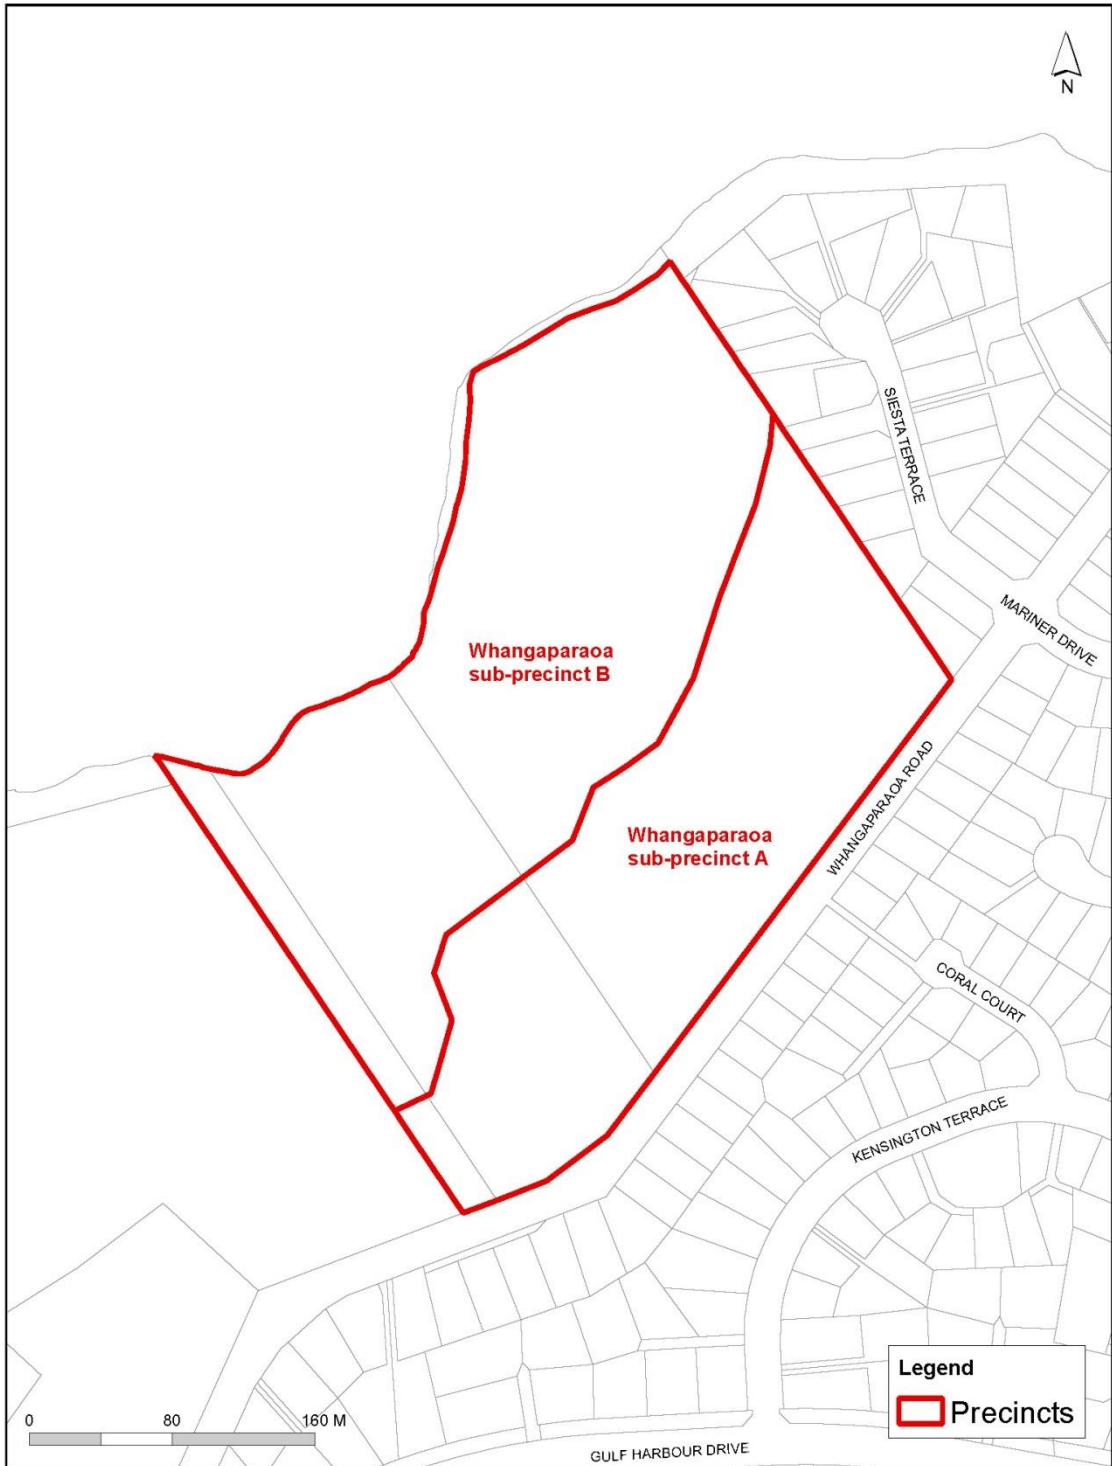 N
SIESTA TERRACE
MARINER DRIVE
Whangaparaoa
sub-precinct B
WHANGAPARAOA ROAD
Whangaparaoa
sub-precinct A
CORAL COURT
KENSINGTON TERRACE
Legend
Precincts
0 80 160 M
GULF HARBOUR DRIVE